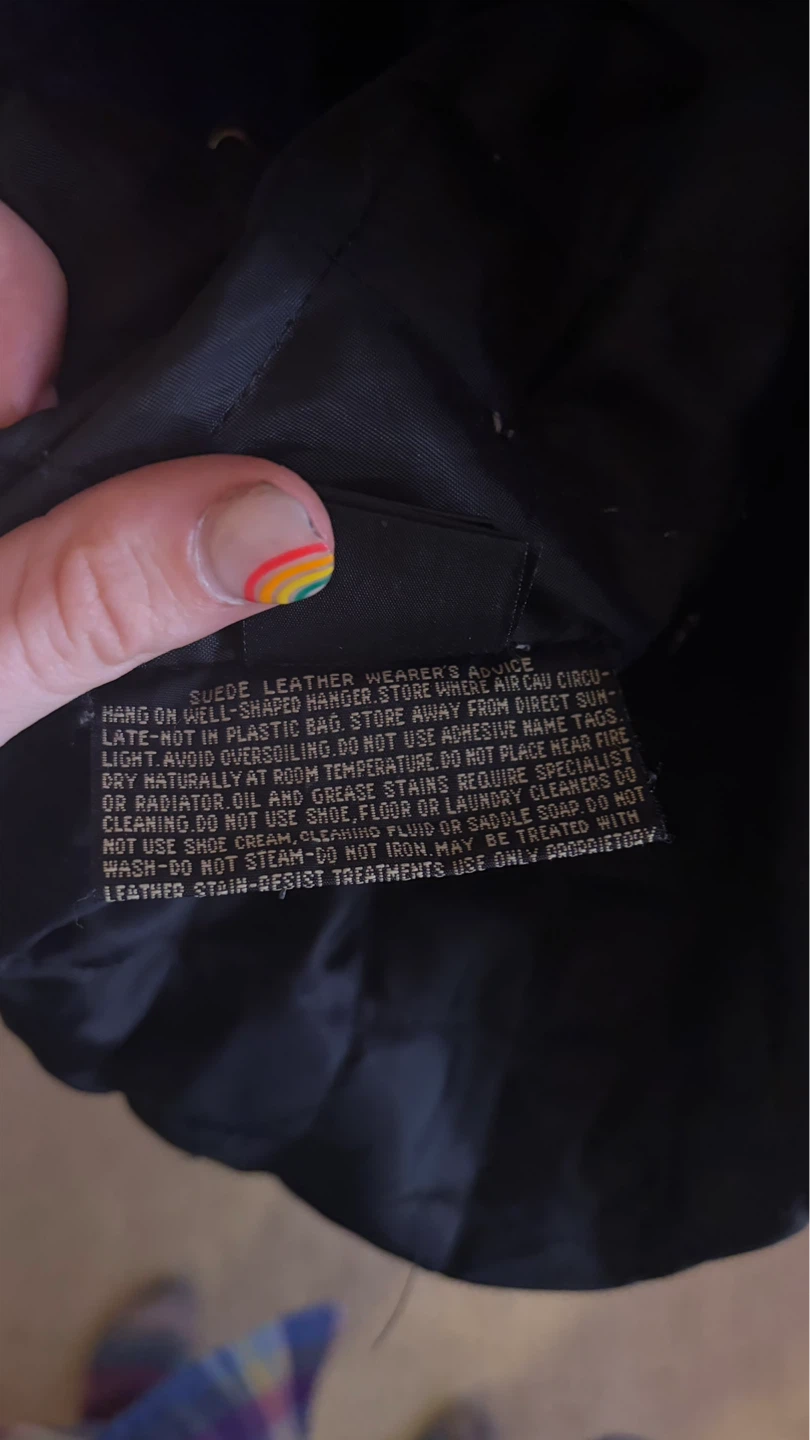 SUEDE LEATHER WEARER'S ADVICE
HANG ON WELL-SHAPED HANGER.STORE WHERE AIR CAU CIRCU-
LATE-NOT IN PLASTIC BAG. STORE AWAY FROM DIRECT SUN-
LIGHT. AVOID OVERSOILING.DO NOT USE ADHESIVE NAME TAGS.
DRY NATURALLY AT ROOM TEMPERATURE.DO NOT PLACE NEAR FIRE
OR RADIATOR.OIL AND GREASE STAINS REQUIRE SPECIALIST
CLEANING.DO NOT USE SHOE,FLOOR OR LAUNDRY CLEANERS DO
NOT USE SHOE CREAM,CLEANING FLUID OR SADDLE SOAP.DO NOT
WASH-DO NOT STEAM-DO NOT IRON.MAY BE TREATED WITH
LEATHER STAIN-RESIST TREATMENTS USE ONLY PROPRIETORY